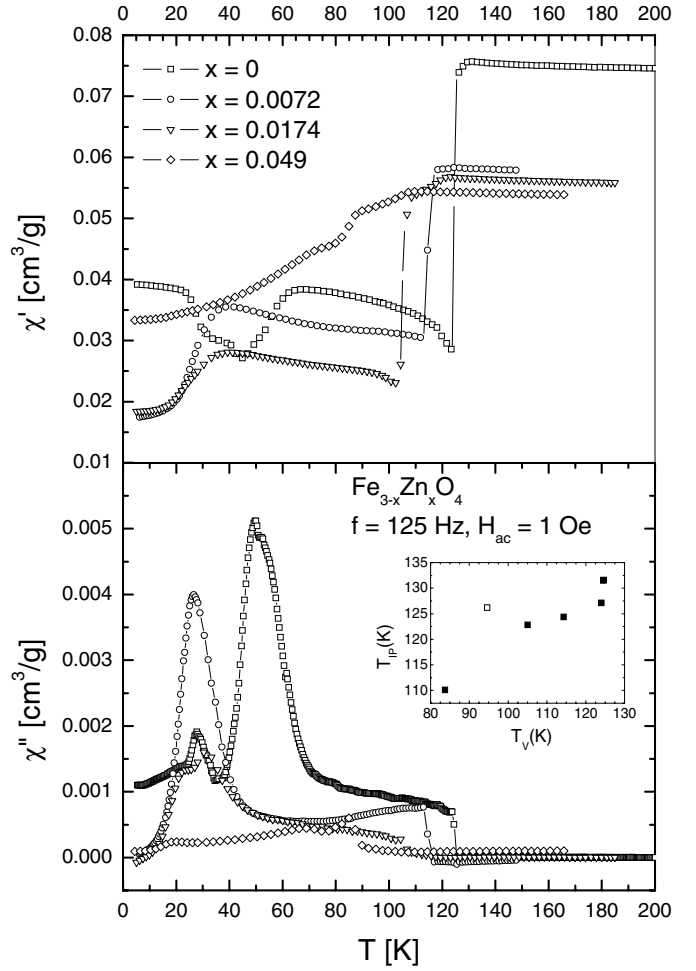 0 20 40 60 80 100 120 140 160 180 200
0.08
0.07
0.06
0.05
0.04
0.03
0.02
0.01
χ' [cm³/g]
x = 0
x = 0.0072
x = 0.0174
x = 0.049
Fe₃₋ₓZnₓO₄
f = 125 Hz, Hₐc = 1 Oe
0.005
0.004
0.003
0.002
0.001
0.000
χ" [cm³/g]
135
130
125
120
115
110
T_IP(K)
80 90 100 110 120 130
T_V(K)
0 20 40 60 80 100 120 140 160 180 200
T [K]